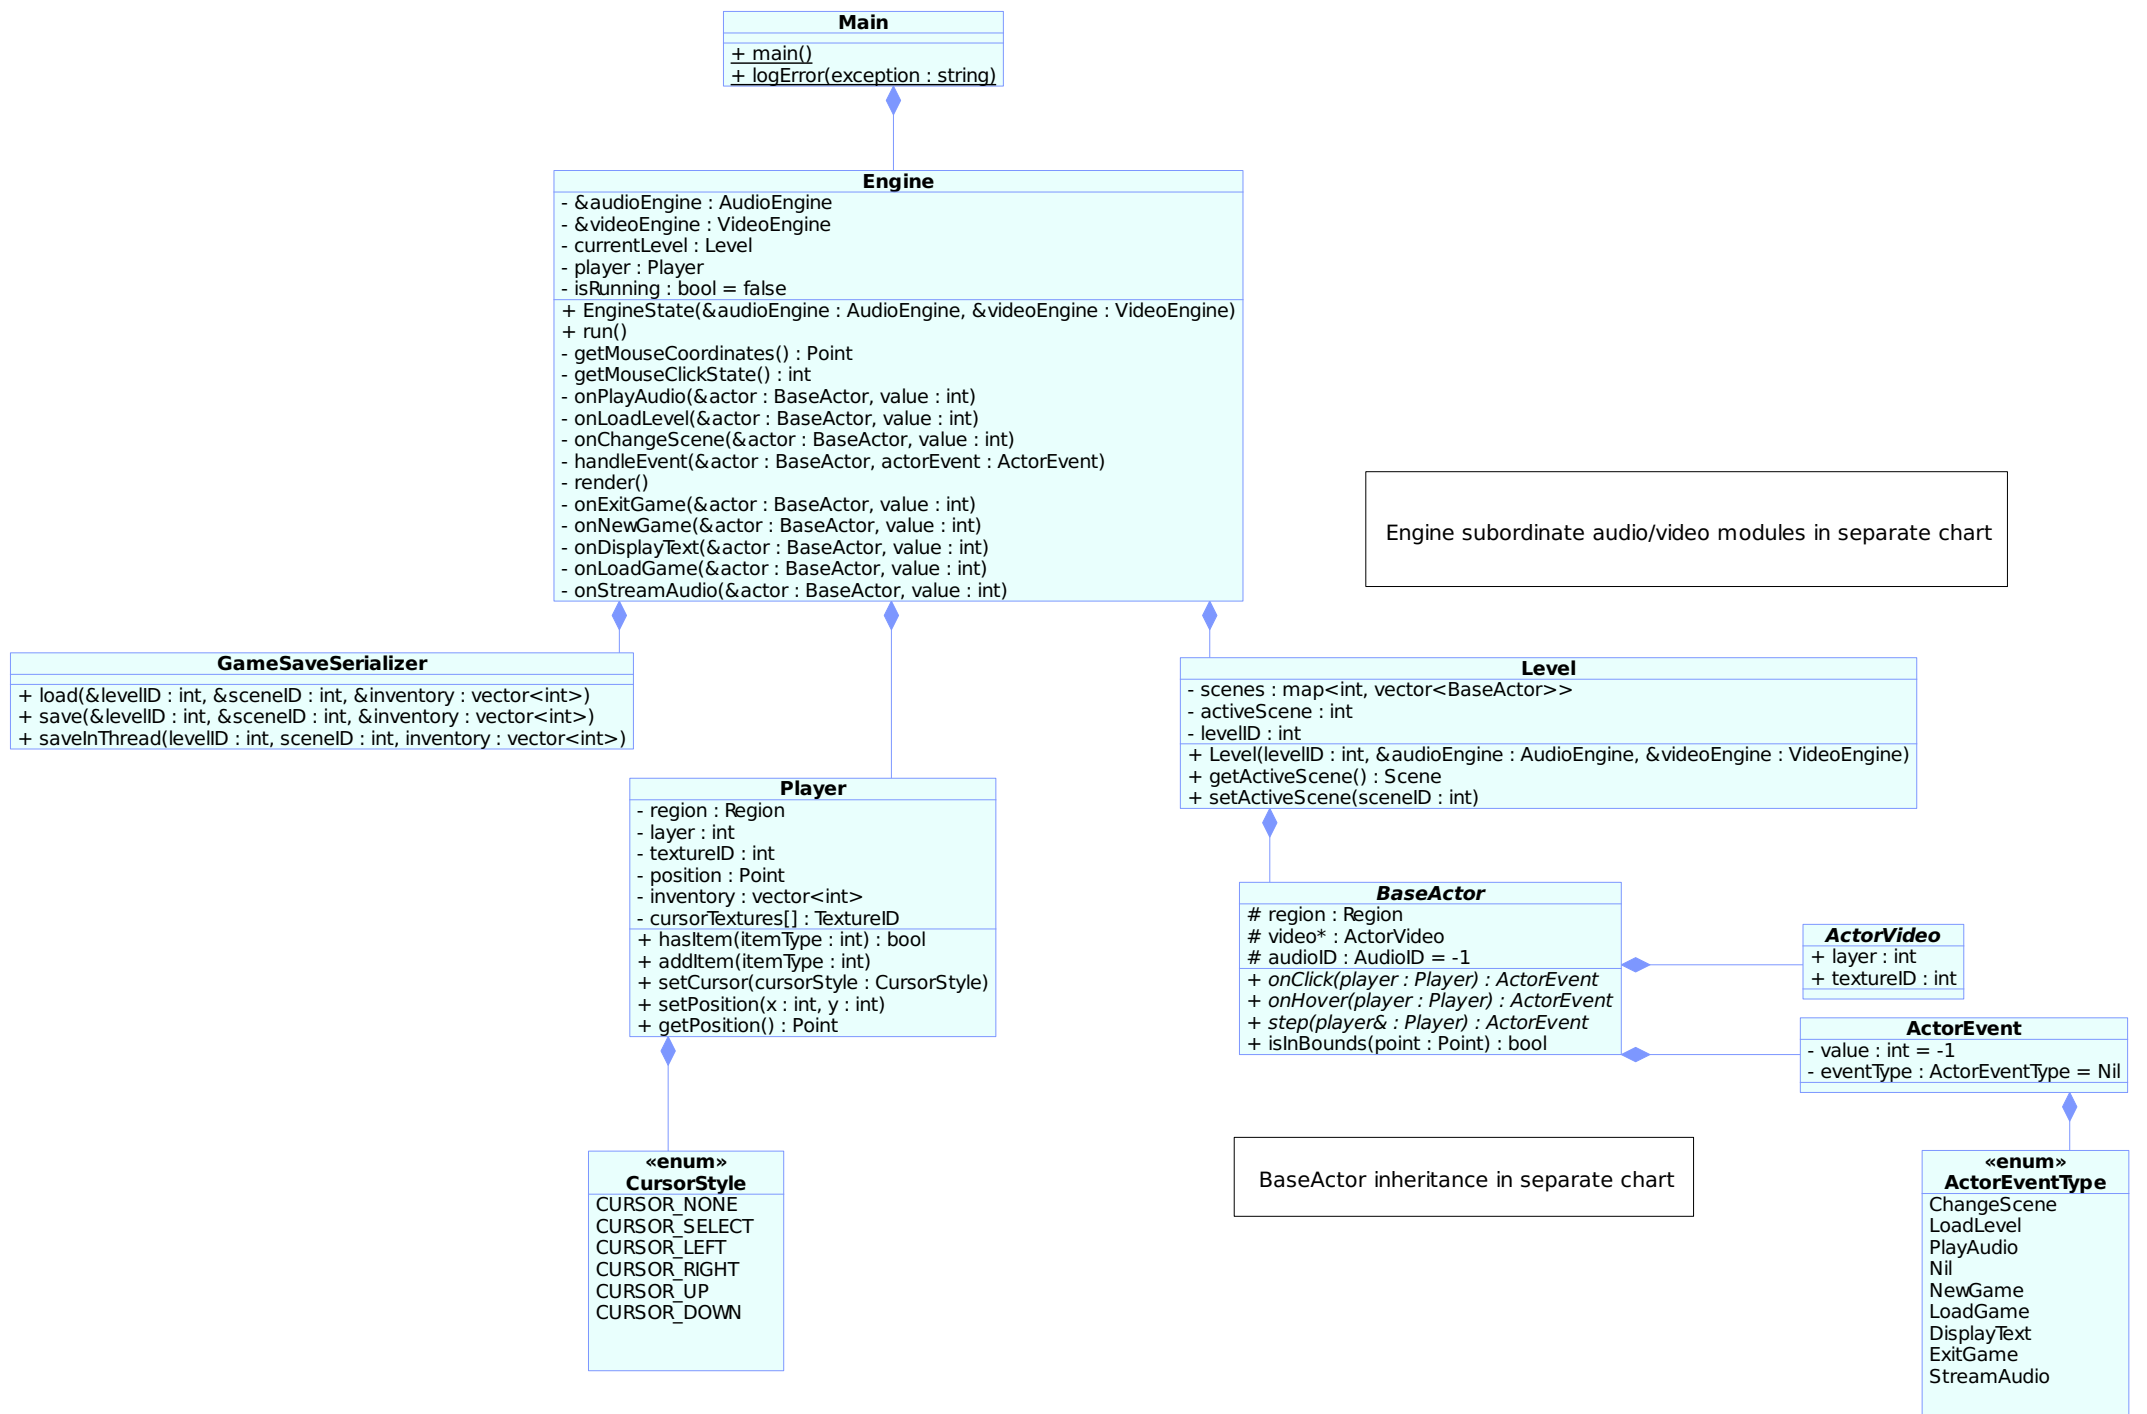 Main
+ main()
+ logError(exception : string)
Engine
- &audioEngine : AudioEngine
- &videoEngine : VideoEngine
- currentLevel : Level
- player : Player
- isRunning : bool = false
+ EngineState(&audioEngine : AudioEngine, &videoEngine : VideoEngine)
+ run()
- getMouseCoordinates() : Point
- getMouseClickState() : int
- onPlayAudio(&actor : BaseActor, value : int)
- onLoadLevel(&actor : BaseActor, value : int)
- onChangeScene(&actor : BaseActor, value : int)
- handleEvent(&actor : BaseActor, actorEvent : ActorEvent)
- render()
- onExitGame(&actor : BaseActor, value : int)
- onNewGame(&actor : BaseActor, value : int)
- onDisplayText(&actor : BaseActor, value : int)
- onLoadGame(&actor : BaseActor, value : int)
- onStreamAudio(&actor : BaseActor, value : int)
Engine subordinate audio/video modules in separate chart
GameSaveSerializer
+ load(&levelID : int, &sceneID : int, &inventory : vector<int>)
+ save(&levelID : int, &sceneID : int, &inventory : vector<int>)
+ saveInThread(levelID : int, sceneID : int, inventory : vector<int>)
Level
- scenes : map<int, vector<BaseActor>>
- activeScene : int
- levelID : int
+ Level(levelID : int, &audioEngine : AudioEngine, &videoEngine : VideoEngine)
+ getActiveScene() : Scene
+ setActiveScene(sceneID : int)
Player
- region : Region
- layer : int
- textureID : int
- position : Point
- inventory : vector<int>
- cursorTextures[] : TextureID
+ hasItem(itemType : int) : bool
+ addItem(itemType : int)
+ setCursor(cursorStyle : CursorStyle)
+ setPosition(x : int, y : int)
+ getPosition() : Point
BaseActor
# region : Region
# video* : ActorVideo
# audioID : AudioID = -1
+ onClick(player : Player) : ActorEvent
+ onHover(player : Player) : ActorEvent
+ step(player& : Player) : ActorEvent
+ isInBounds(point : Point) : bool
ActorVideo
+ layer : int
+ textureID : int
ActorEvent
- value : int = -1
- eventType : ActorEventType = Nil
BaseActor inheritance in separate chart
«enum»
CursorStyle
CURSOR_NONE
CURSOR_SELECT
CURSOR_LEFT
CURSOR_RIGHT
CURSOR_UP
CURSOR_DOWN
«enum»
ActorEventType
ChangeScene
LoadLevel
PlayAudio
Nil
NewGame
LoadGame
DisplayText
ExitGame
StreamAudio